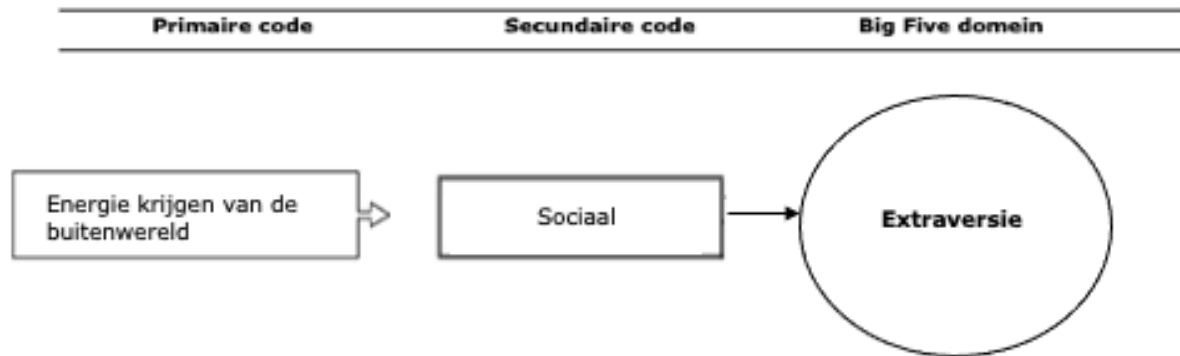 Primaire code Secundaire code Big Five domein
Energie krijgen van de
buitenwereld
Sociaal
Extraversie